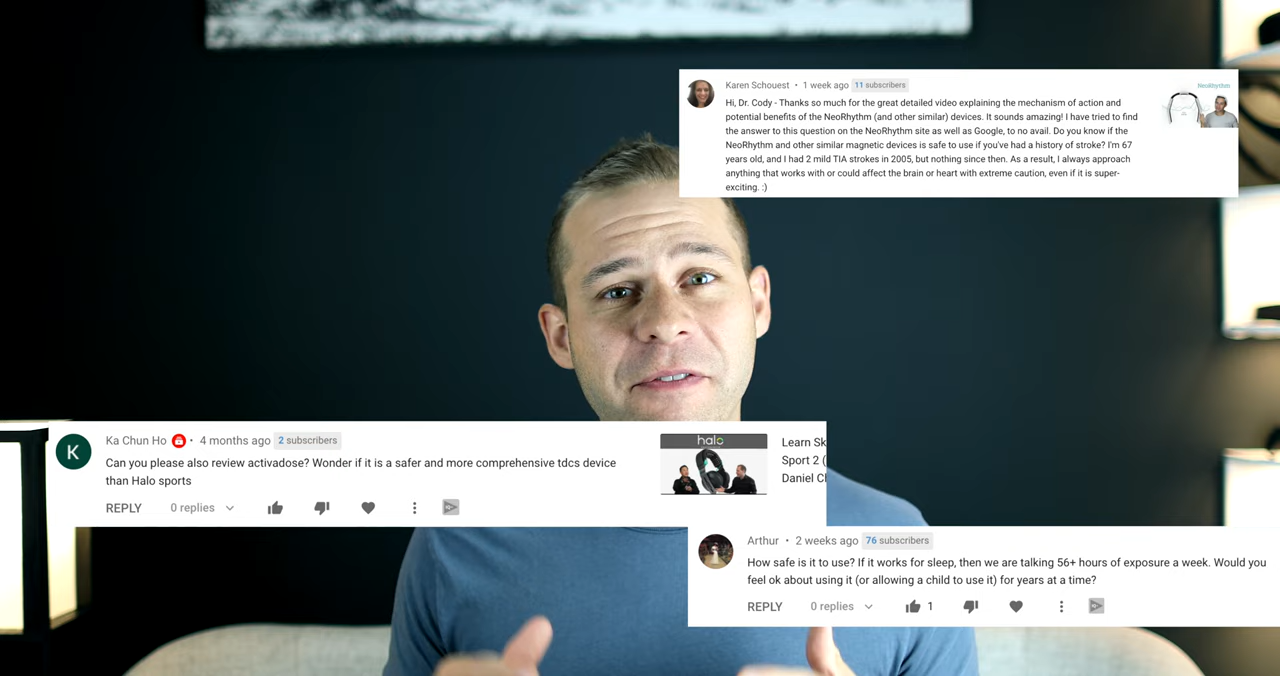 Karen Schouest • 1 week ago 11 subscribers
NeoRhythm
Hi, Dr. Cody - Thanks so much for the great detailed video explaining the mechanism of action and
potential benefits of the NeoRhythm (and other similar) devices. It sounds amazing! I have tried to find
the answer to this question on the NeoRhythm site as well as Google, to no avail. Do you know if the
NeoRhythm and other similar magnetic devices is safe to use if you've had a history of stroke? I'm 67
years old, and I had 2 mild TIA strokes in 2005, but nothing since then. As a result, I always approach
anything that works with or could affect the brain or heart with extreme caution, even if it is super-
exciting. :)
K
Ka Chun Ho • 4 months ago 2 subscribers
Can you please also review activadose? Wonder if it is a safer and more comprehensive tdcs device
than Halo sports
REPLY 0 replies
halo
Learn Sk
Sport 2 (
Daniel Cl
Arthur • 2 weeks ago 76 subscribers
How safe is it to use? If it works for sleep, then we are talking 56+ hours of exposure a week. Would you
feel ok about using it (or allowing a child to use it) for years at a time?
REPLY 0 replies 1